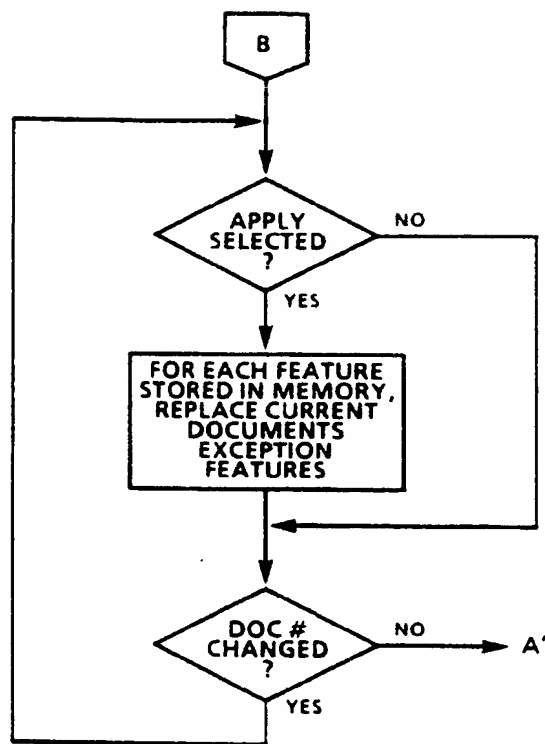 B
APPLY
SELECTED
?
NO
YES
FOR EACH FEATURE
STORED IN MEMORY,
REPLACE CURRENT
DOCUMENTS
EXCEPTION
FEATURES
DOC #
CHANGED
?
NO
A'
YES